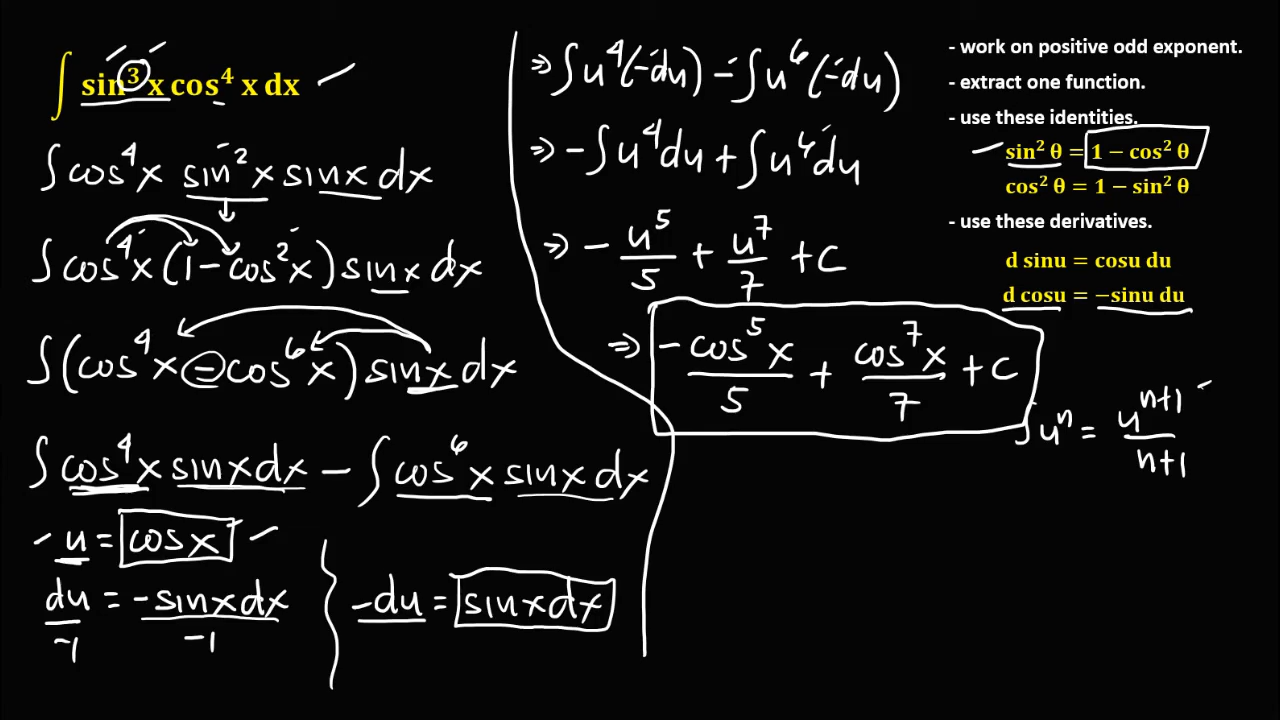 ∫ sin³ x cos⁴ x dx
∫ cos⁴x sin²x sinx dx
∫ cos⁴x (1 - cos²x) sinx dx
∫ (cos⁴x - cos⁶x) sinx dx
∫ cos⁴x sinx dx - ∫ cos⁶x sinx dx
u = cosx
du = -sinx dx
-1 -1
-du = sinx dx
⇒ ∫ u⁴(-du) - ∫ u⁶(-du)
⇒ - ∫ u⁴du + ∫ u⁶du
⇒ - u⁵/5 + u⁷/7 + C
⇒ - cos⁵x/5 + cos⁷x/7 + C
- work on positive odd exponent.
- extract one function.
- use these identities.
sin² θ = 1 − cos² θ
cos² θ = 1 − sin² θ
- use these derivatives.
d sinu = cosu du
d cosu = −sinu du
∫ uⁿ = uⁿ⁺¹/n+1